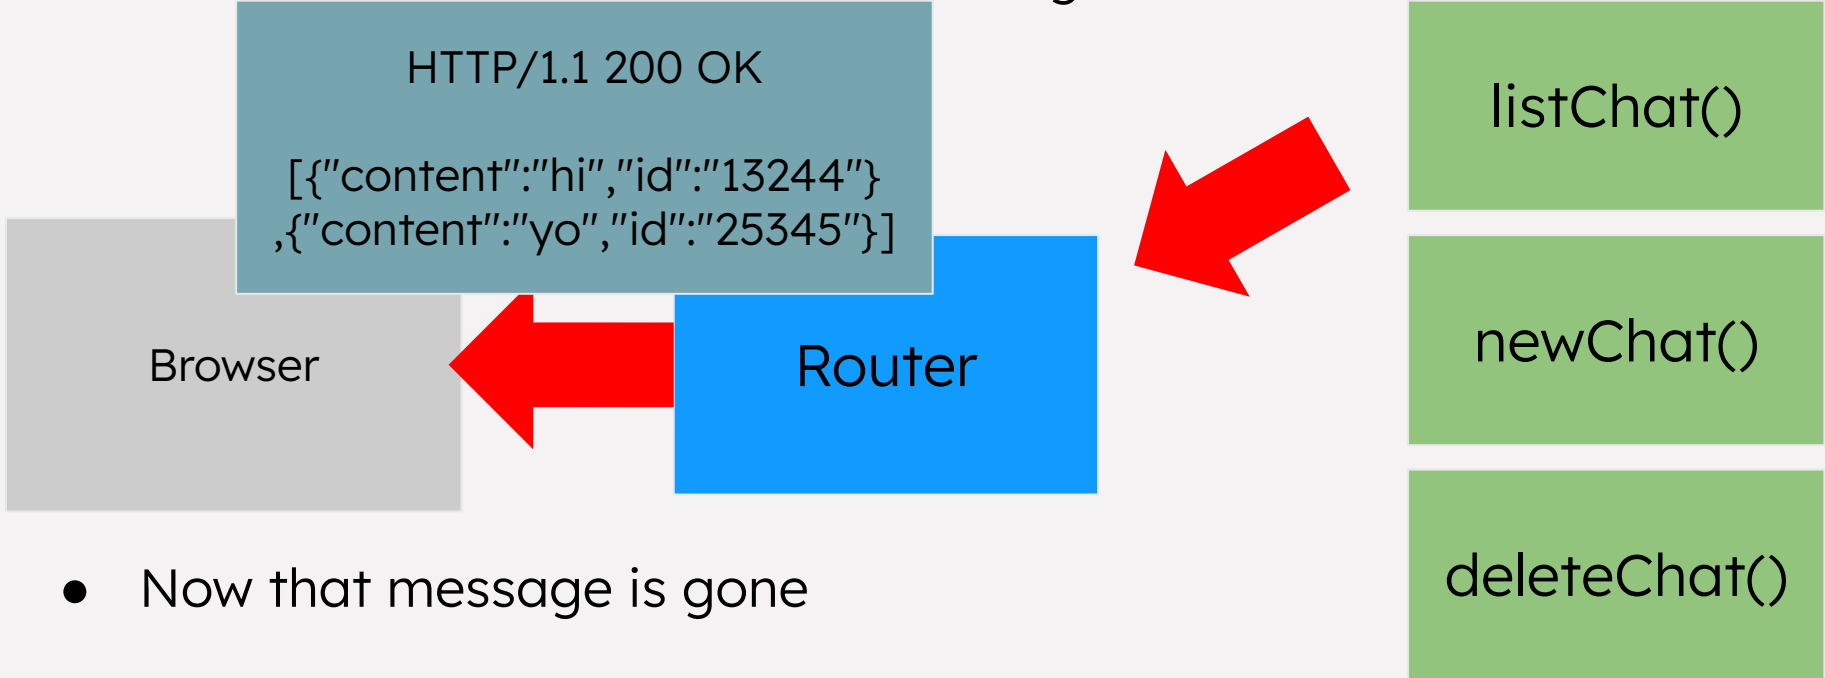 HTTP/1.1 200 OK
[{"content":"hi","id":"13244"}
,{"content":"yo","id":"25345"}]
listChat()
Browser
Router
newChat()
deleteChat()
● Now that message is gone